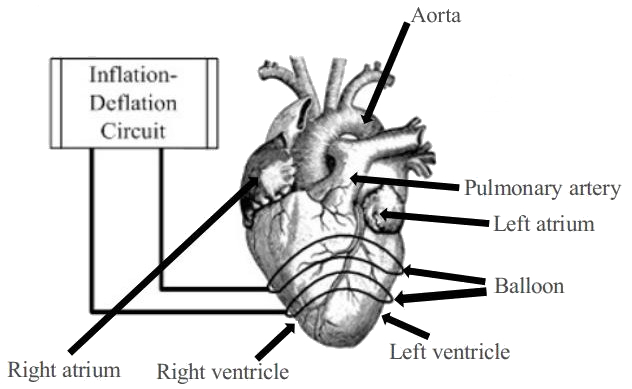 Aorta
Inflation-
Deflation
Circuit
Pulmonary artery
Left atrium
Balloon
Left ventricle
Right atrium
Right ventricle